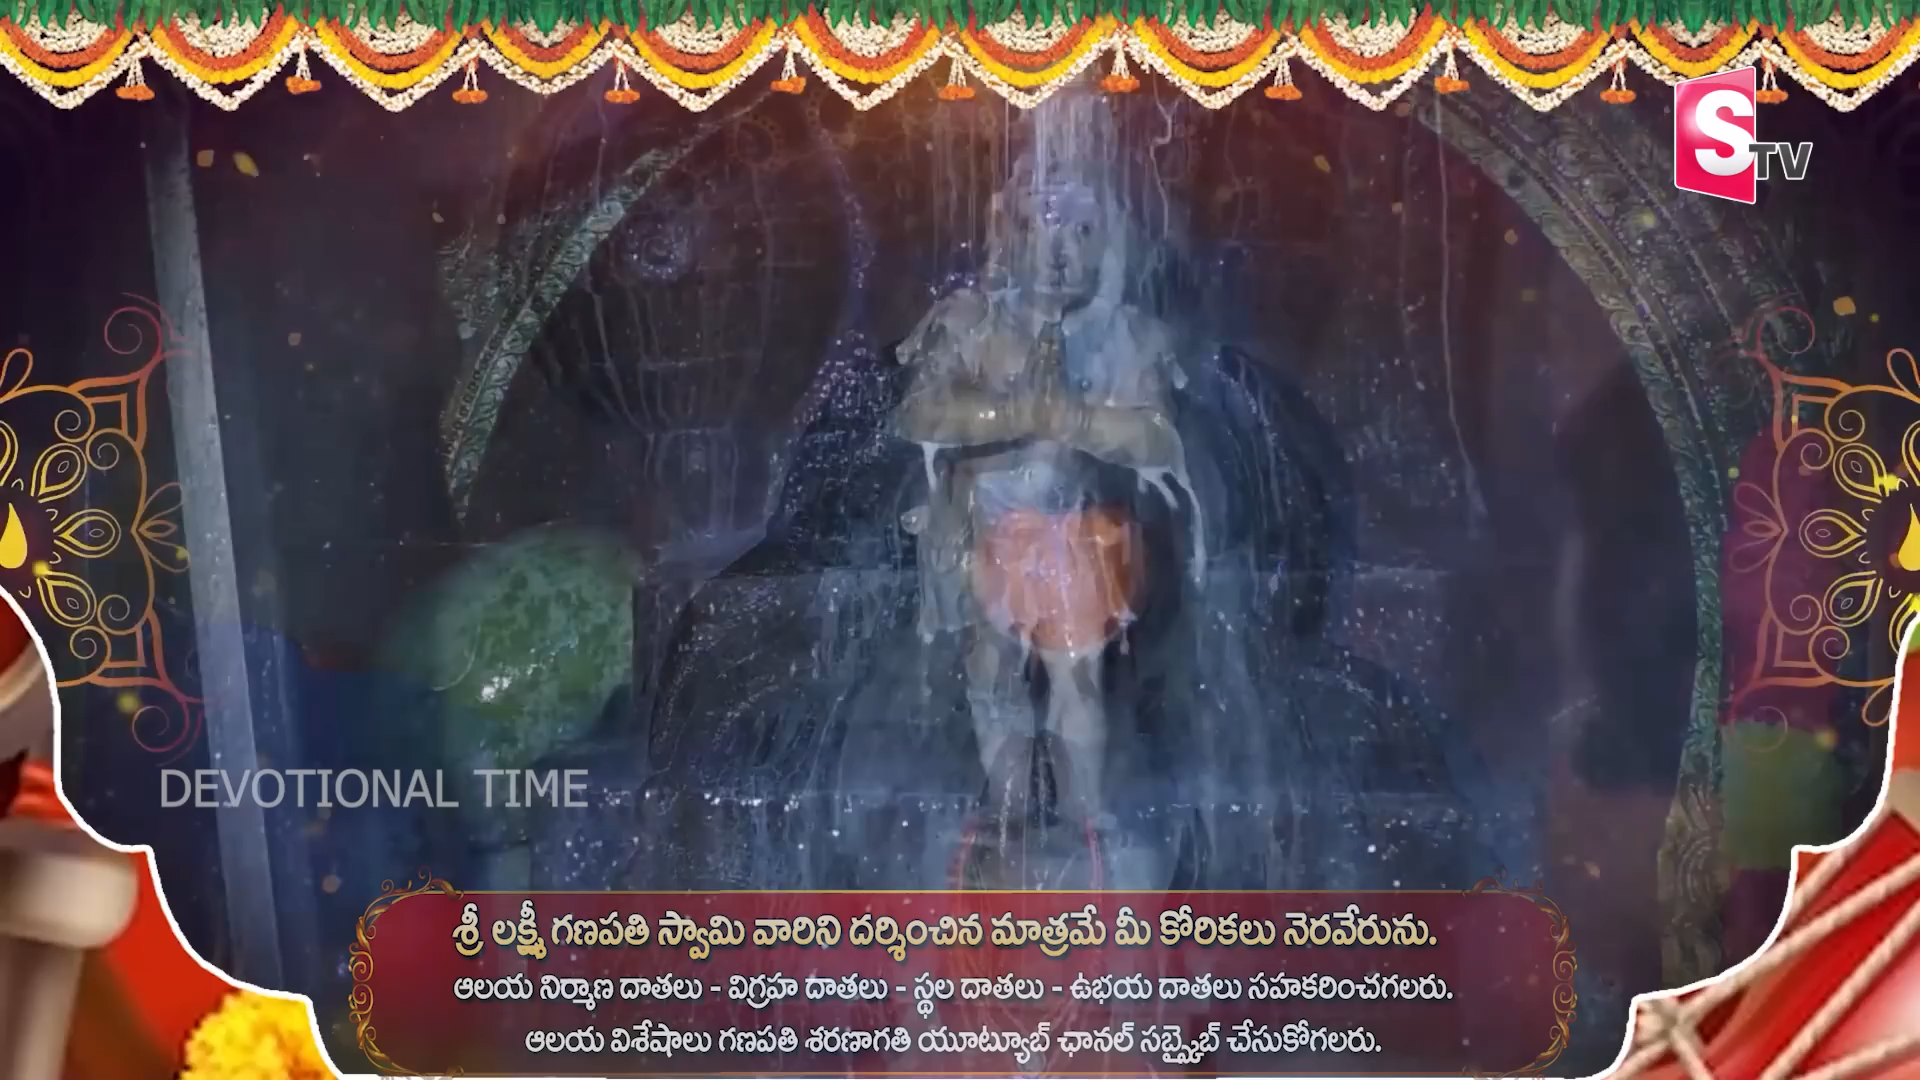 STV
DEVOTIONAL TIME
శ్రీ లక్ష్మీ గణపతి స్వామి వారిని దర్శించిన మాత్రమే మీ కోరికలు నెరవేరును.
ఆలయ నిర్మాణ దాతలు - విగ్రహ దాతలు - స్థల దాతలు - ఉభయ దాతలు సహకరించగలరు.
ఆలయ విశేషాలు గణపతి శరణాగతి యూట్యూబ్ ఛానల్ సబ్స్క్రైబ్ చేసుకోగలరు.